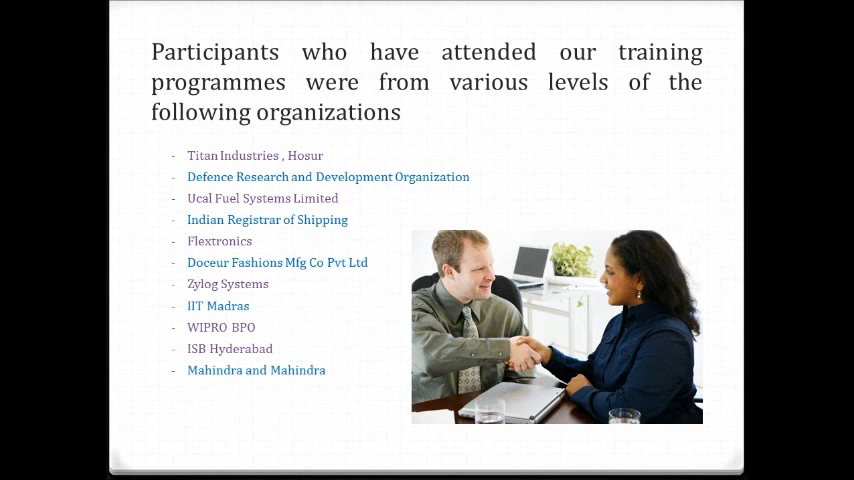 Participants who have attended our training
programmes were from various levels of the
following organizations
- Titan Industries , Hosur
- Defence Research and Development Organization
- Ucal Fuel Systems Limited
- Indian Registrar of Shipping
- Flextronics
- Doceur Fashions Mfg Co Pvt Ltd
- Zylog Systems
- IIT Madras
- WIPRO BPO
- ISB Hyderabad
- Mahindra and Mahindra